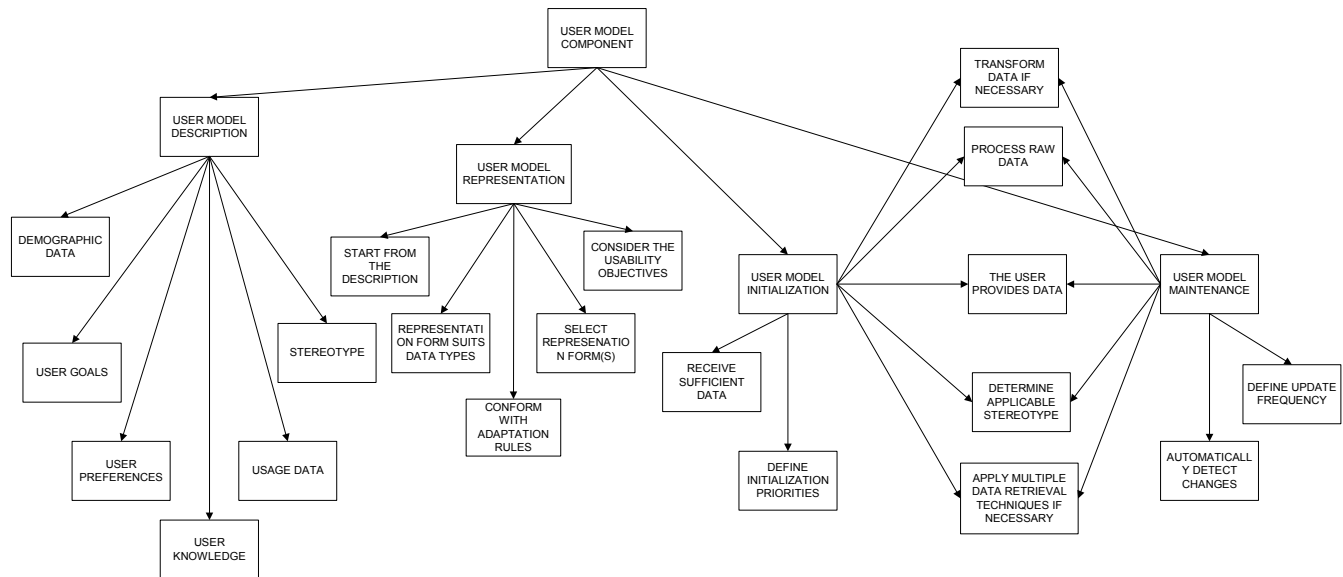 USER MODEL
COMPONENT
TRANSFORM
DATA IF
NECESSARY
USER MODEL
DESCRIPTION
PROCESS RAW
DATA
USER MODEL
REPRESENTATION
DEMOGRAPHIC
DATA
START FROM
THE
DESCRIPTION
CONSIDER THE
USABILITY
OBJECTIVES
USER MODEL
INITIALIZATION
THE USER
PROVIDES DATA
USER MODEL
MAINTENANCE
USER GOALS
STEREOTYPE
REPRESENTATI
ON FORM SUITS
DATA TYPES
SELECT
REPRESENATIO
N FORM(S)
RECEIVE
SUFFICIENT
DATA
DETERMINE
APPLICABLE
STEREOTYPE
DEFINE UPDATE
FREQUENCY
CONFORM
WITH
ADAPTATION
RULES
USER
PREFERENCES
USAGE DATA
DEFINE
INITIALIZATION
PRIORITIES
APPLY MULTIPLE
DATA RETRIEVAL
TECHNIQUES IF
NECESSARY
AUTOMATICALL
Y DETECT
CHANGES
USER
KNOWLEDGE